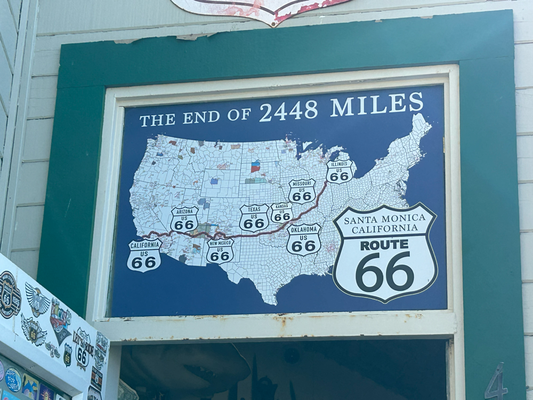 THE END OF 2448 MILES
ILLINOIS
US
66
MISSOURI
US
66
KANSAS
US
66
TEXAS
US
66
ARIZONA
US
66
OKLAHOMA
US
66
NEW MEXICO
US
66
CALIFORNIA
US
66
SANTA MONICA
CALIFORNIA
ROUTE
66
4